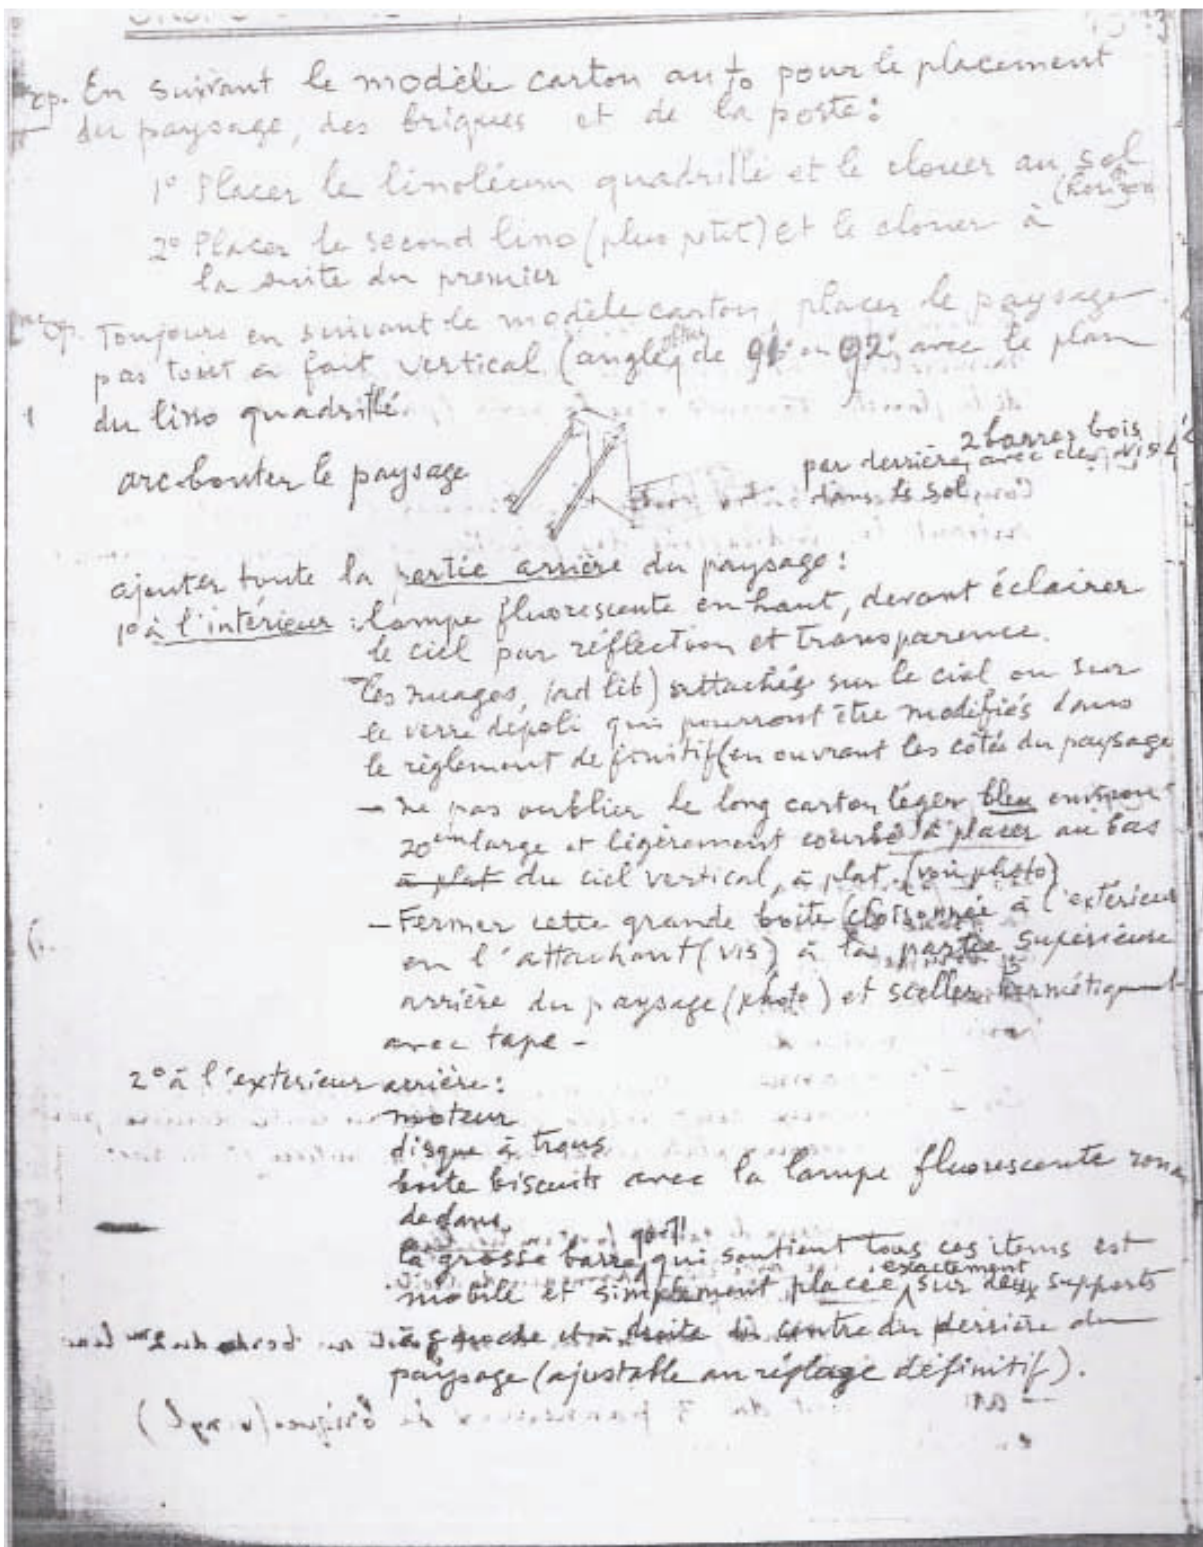 op. En suivant le modèle carton pour le placement
du paysage, des briques et de la porte:
1° Placer le linoléum quadrillé et le clouer au sol
(horizon
2° Placer le second lino (plus petit) et le clouer à
la suite du premier
op. Toujours en suivant le modèle carton, placer le paysage
pas tout à fait vertical (angle de 91° ou 92° avec le plan
du lino quadrillé.
arc-bouter le paysage
par derrière, 2 barres bois
avec des vis
dans le sol
ajouter toute la partie arrière du paysage:
1° à l'intérieur : lampe fluorescente en haut, devant éclairer
le ciel par réflection et transparence.
- les nuages, (ad lib) attachés sur le ciel ou sur
le verre dépoli qui pourront être modifiés dans
le règlement définitif (en ouvrant les côtés du paysage
- ne pas oublier le long carton léger bleu
20cm large et légèrement courbé à placer au bas
à plat du ciel vertical, à plat. (voir photo)
- Fermer cette grande boite cloisonnée à l'extérieur
en l'attachant (vis) à la partie supérieure
arrière du paysage (photo) et sceller hermétiquement
avec tape -
2° à l'exterieur arrière:
moteur
disque à trous
boite biscuits avec la lampe fluorescente
dedans,
la grosse barre qui soutient tous ces items est
mobile et simplement placée exactement sur deux supports
à gauche et à droite du centre du derrière du
paysage (ajustable au réglage définitif).